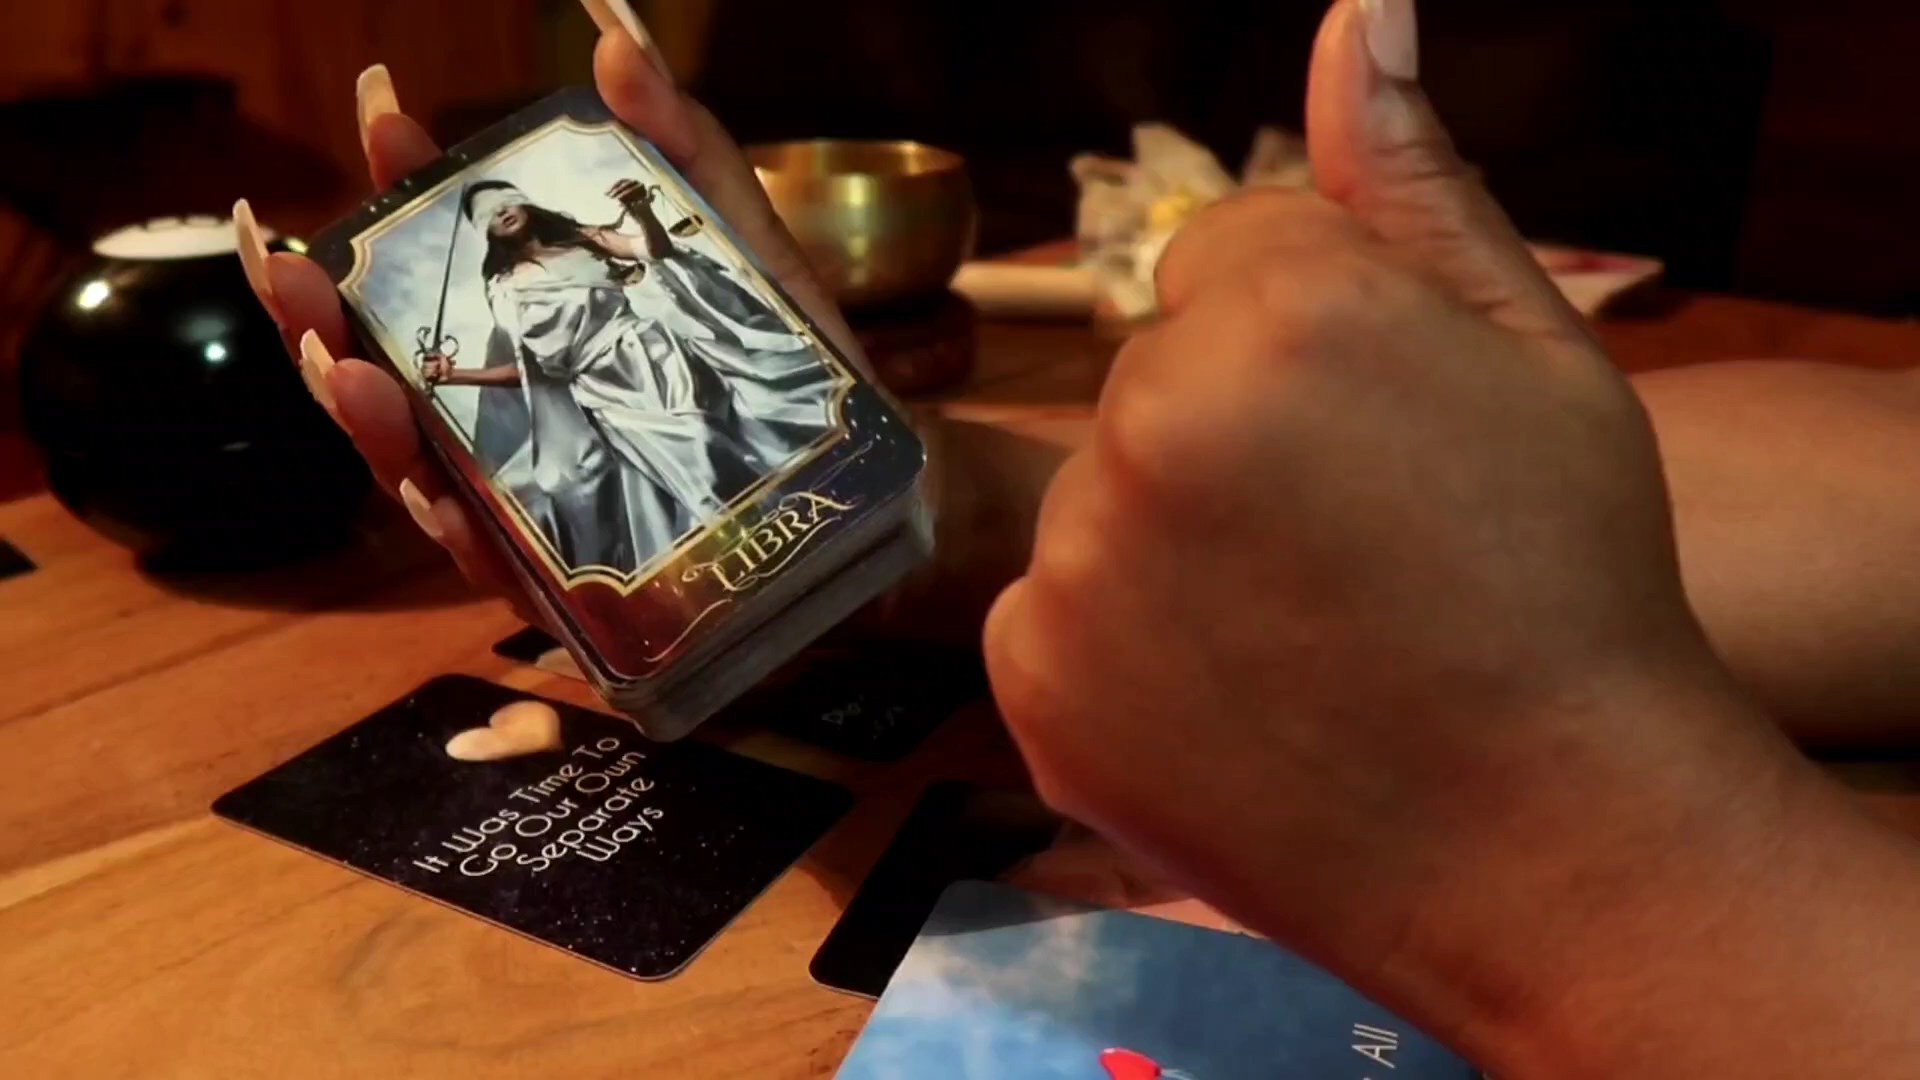 LIBRA
It Was Time To
Go Our Own
Separate
Ways
All